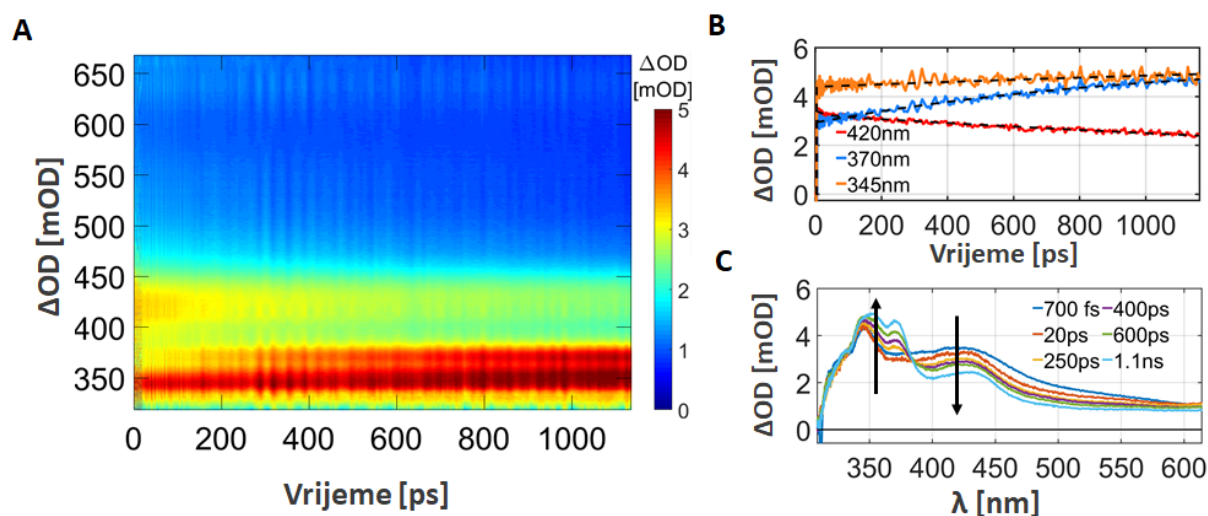 A
ΔOD [mOD]
650
600
550
500
450
400
350
0 200 400 600 800 1000
Vrijeme [ps]
ΔOD
[mOD]
5
4
3
2
1
0
B
ΔOD [mOD]
6
4
2
0
420nm
370nm
345nm
0 200 400 600 800 1000
Vrijeme [ps]
C
ΔOD [mOD]
6
4
2
0
700 fs 400ps
20ps 600ps
250ps 1.1ns
350 400 450 500 550 600
λ [nm]